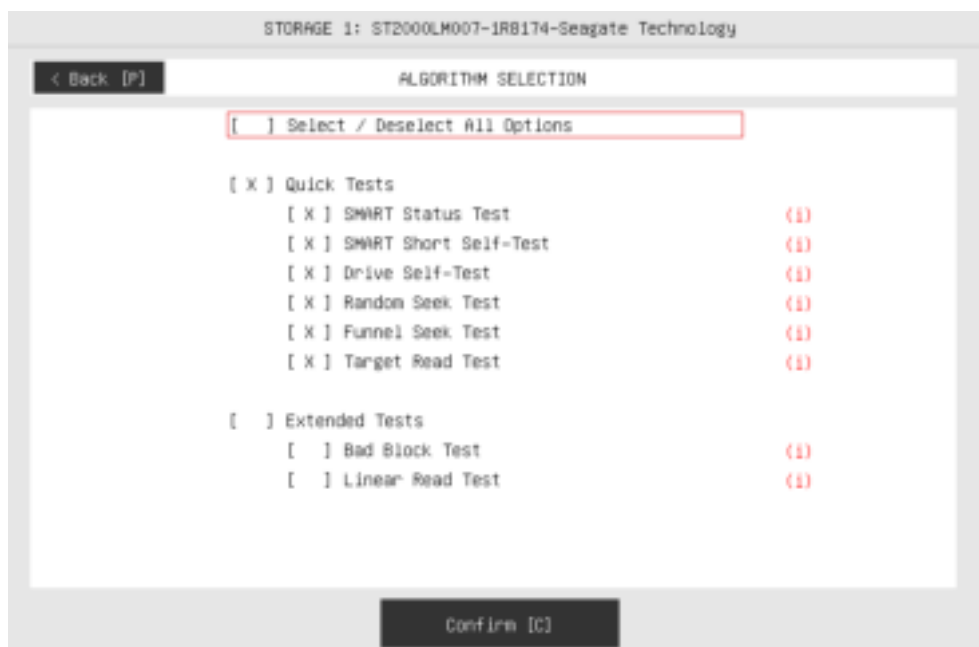 STORAGE 1: ST2000LM007-1R8174-Seagate Technology
< Back [P]
ALGORITHM SELECTION
[ ] Select / Deselect All Options
[ X ] Quick Tests
[ X ] SMART Status Test (i)
[ X ] SMART Short Self-Test (i)
[ X ] Drive Self-Test (i)
[ X ] Random Seek Test (i)
[ X ] Funnel Seek Test (i)
[ X ] Target Read Test (i)
[ ] Extended Tests
[ ] Bad Block Test (i)
[ ] Linear Read Test (i)
Confirm [C]